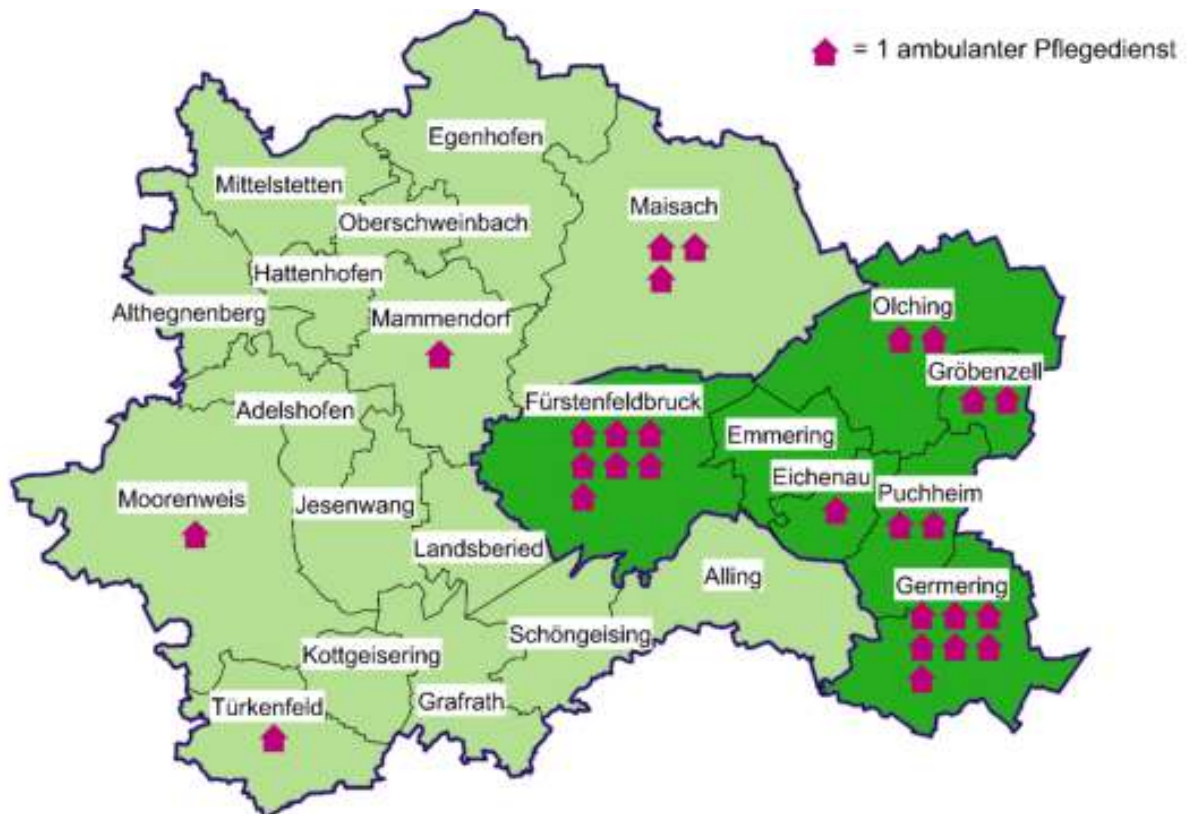 = 1 ambulanter Pflegedienst
Egenhofen
Mittelstetten
Maisach
Oberschweinbach
Hattenhofen
Althegnenberg
Mammendorf
Olching
Gröbenzell
Fürstenfeldbruck
Adelshofen
Emmering
Eichenau
Puchheim
Moorenweis
Jesenwang
Landsberied
Alling
Germering
Schöngeising
Kottgeisering
Grafrath
Türkenfeld